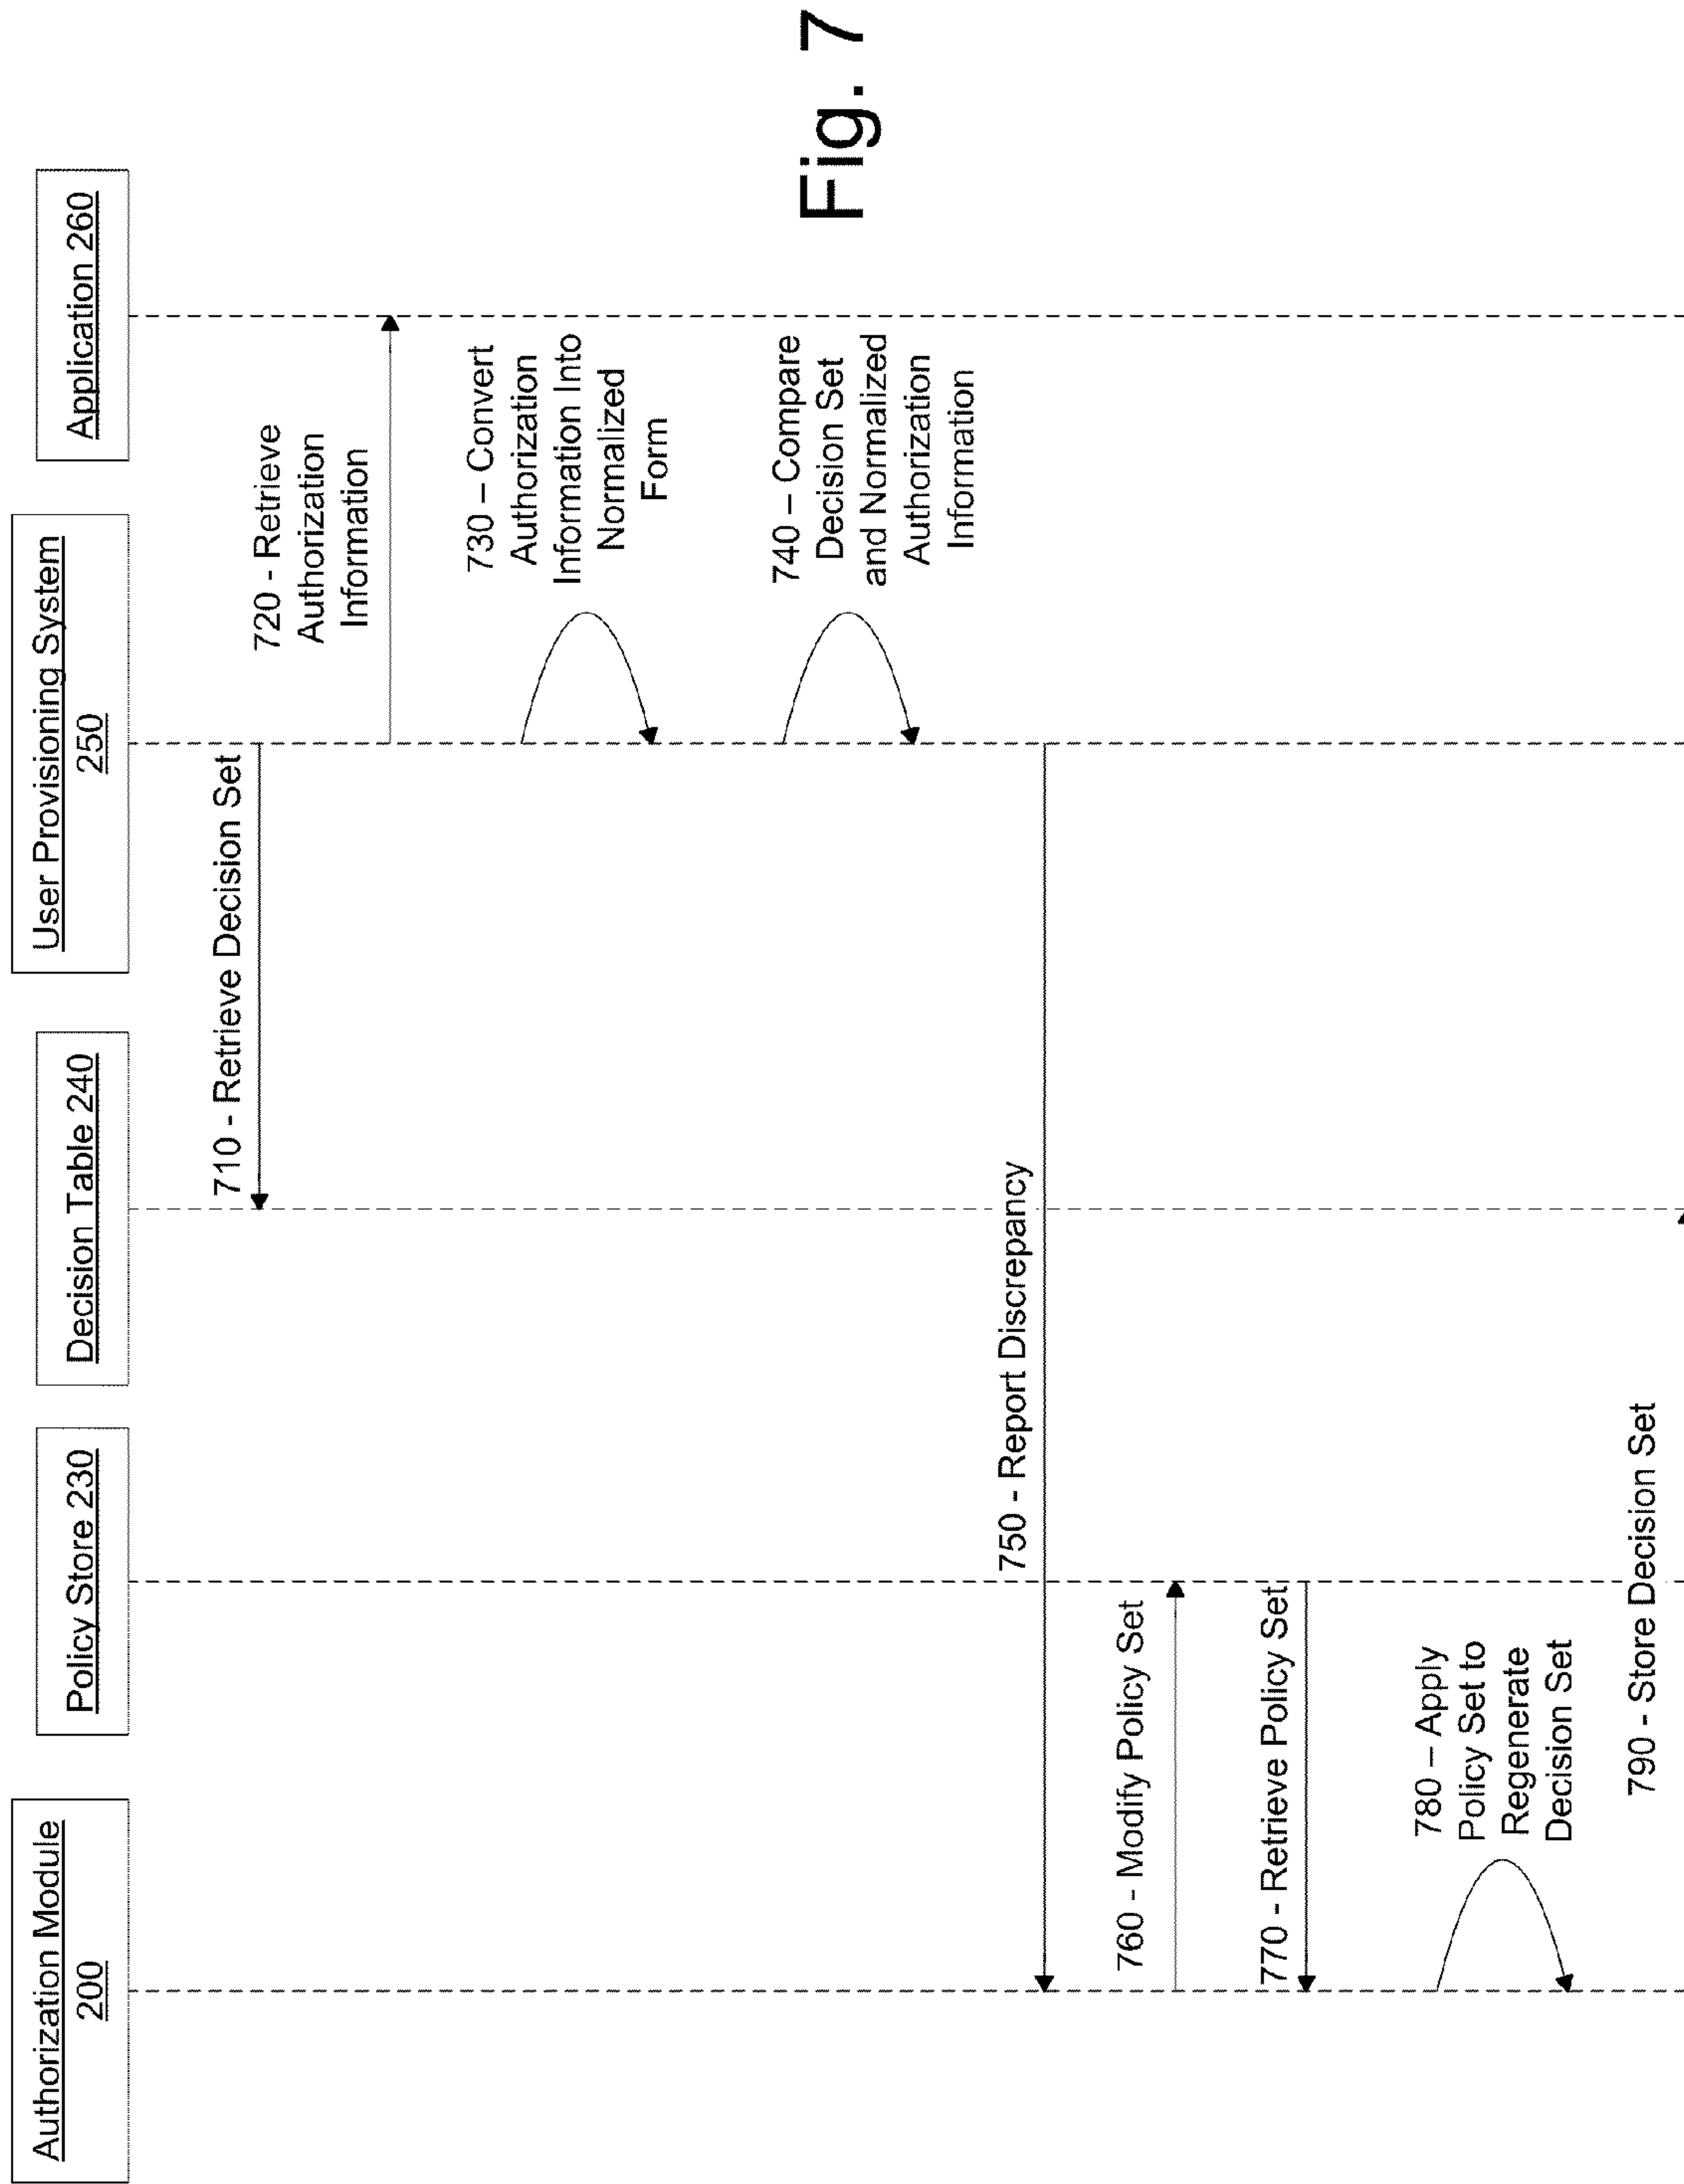 Authorization Module
200
Policy Store 230
Decision Table 240
User Provisioning System
250
Application 260
710 - Retrieve Decision Set
720 - Retrieve
Authorization
Information
730 – Convert
Authorization
Information Into
Normalized
Form
740 – Compare
Decision Set
and Normalized
Authorization
Information
750 - Report Discrepancy
760 - Modify Policy Set
770 - Retrieve Policy Set
780 – Apply
Policy Set to
Regenerate
Decision Set
790 - Store Decision Set
Fig. 7